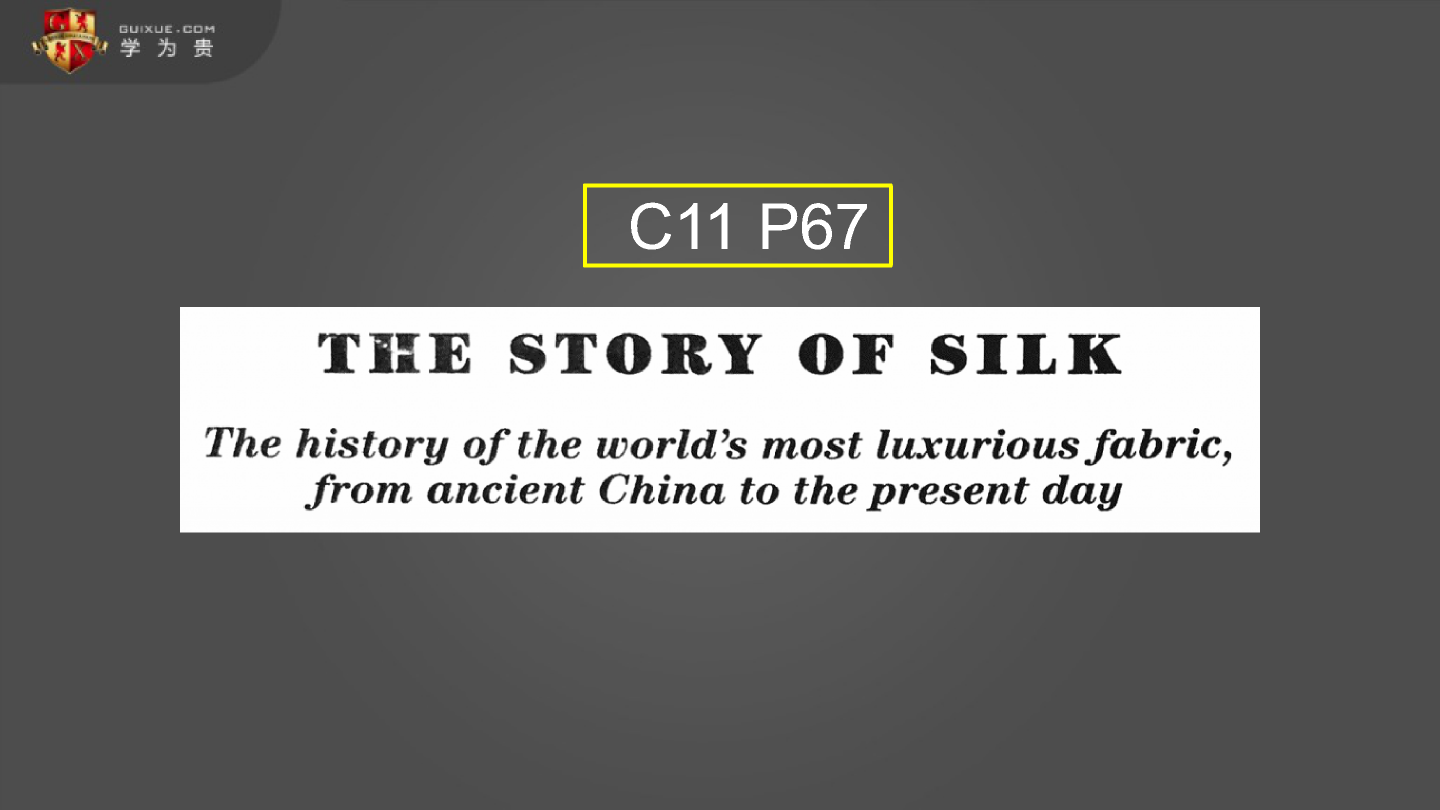 GUIXUE.COM
学为贵
C11 P67
THE STORY OF SILK
The history of the world's most luxurious fabric,
from ancient China to the present day